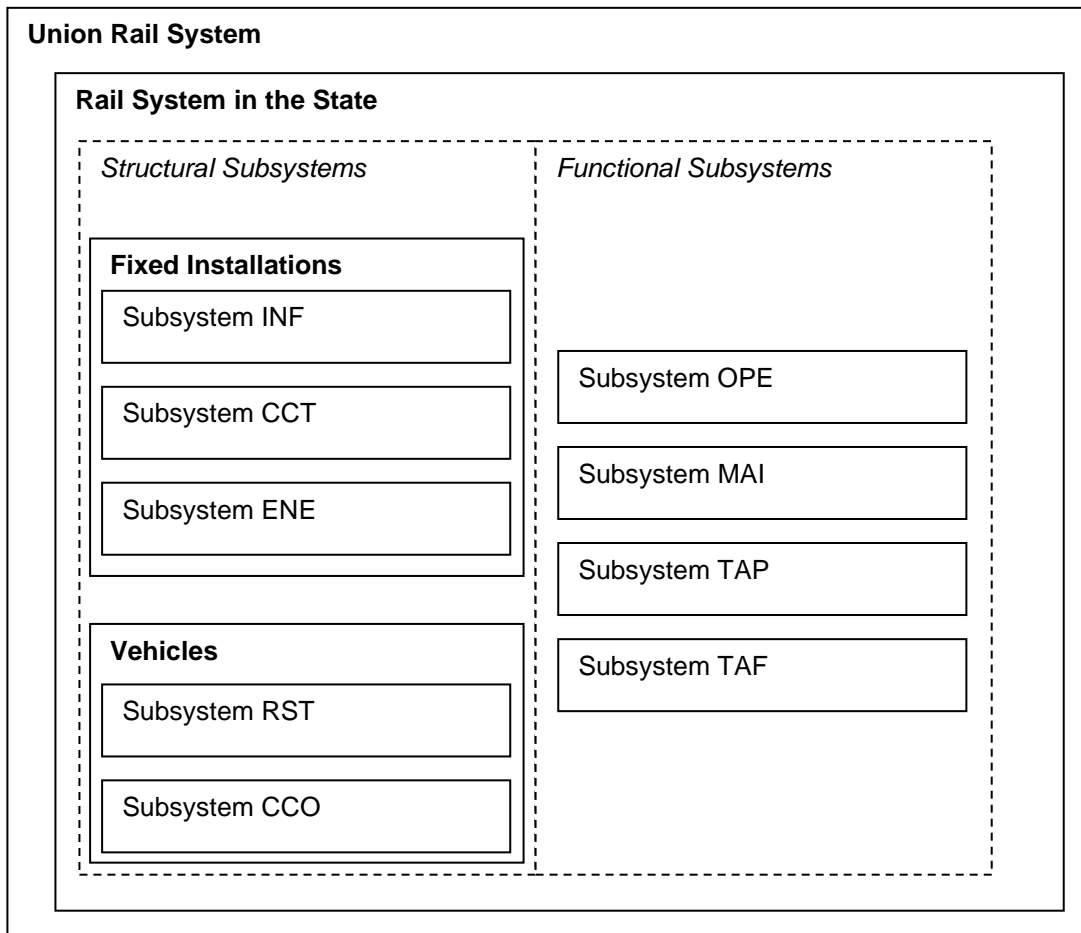 Union Rail System
Rail System in the State
Structural Subsystems
Fixed Installations
Subsystem INF
Subsystem CCT
Subsystem ENE
Vehicles
Subsystem RST
Subsystem CCO
Functional Subsystems
Subsystem OPE
Subsystem MAI
Subsystem TAP
Subsystem TAF